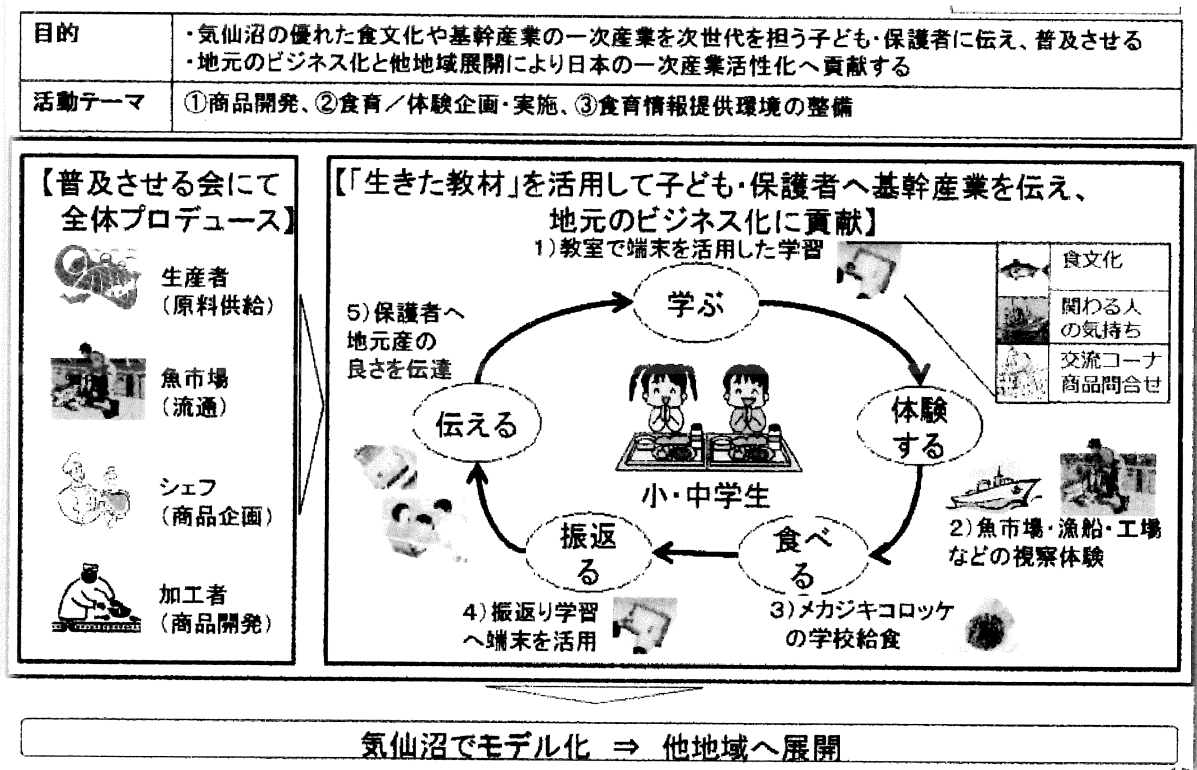 目的
・気仙沼の優れた食文化や基幹産業の一次産業を次世代を担う子ども・保護者に伝え、普及させる
・地元のビジネス化と他地域展開により日本の一次産業活性化へ貢献する
活動テーマ
①商品開発、②食育／体験企画・実施、③食育情報提供環境の整備
【普及させる会にて
全体プロデュース】
生産者
（原料供給）
魚市場
（流通）
シェフ
（商品企画）
加工者
（商品開発）
【「生きた教材」を活用して子ども・保護者へ基幹産業を伝え、
地元のビジネス化に貢献】
1）教室で端末を活用した学習
学ぶ
食文化
関わる人
の気持ち
交流コーナ
商品問合せ
体験
する
2）魚市場・漁船・工場
などの視察体験
食べ
る
3）メカジキコロッケ
の学校給食
振返
る
4）振返り学習
へ端末を活用
伝える
5）保護者へ
地元産の
良さを伝達
小・中学生
気仙沼でモデル化 ⇒ 他地域へ展開